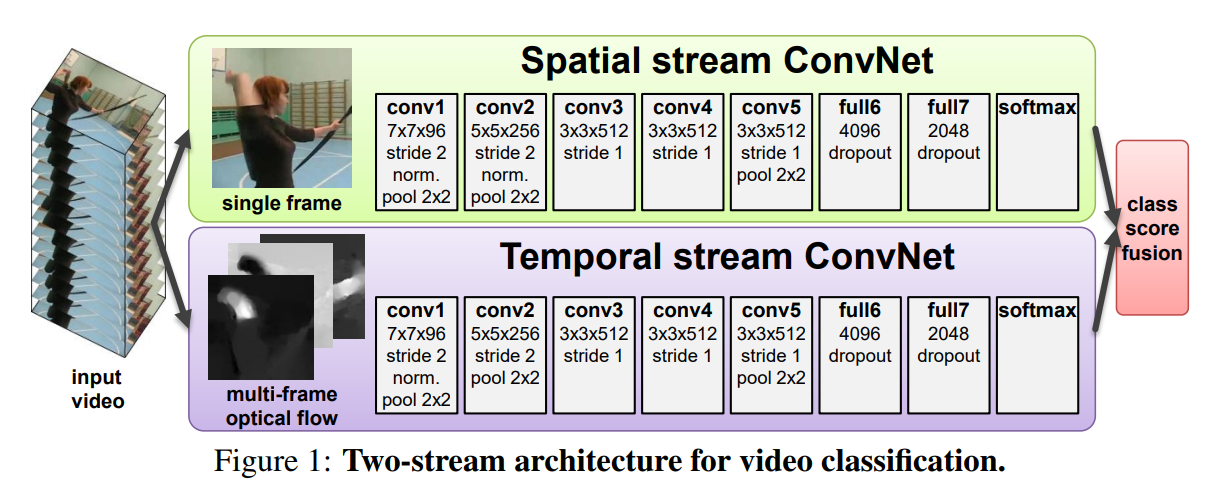 Spatial stream ConvNet
conv1
7x7x96
stride 2
norm.
pool 2x2
conv2
5x5x256
stride 2
norm.
pool 2x2
conv3
3x3x512
stride 1
conv4
3x3x512
stride 1
conv5
3x3x512
stride 1
pool 2x2
full6
4096
dropout
full7
2048
dropout
softmax
single frame
Temporal stream ConvNet
conv1
7x7x96
stride 2
norm.
pool 2x2
conv2
5x5x256
stride 2
pool 2x2
conv3
3x3x512
stride 1
conv4
3x3x512
stride 1
conv5
3x3x512
stride 1
pool 2x2
full6
4096
dropout
full7
2048
dropout
softmax
multi-frame
optical flow
input
video
class
score
fusion
Figure 1: Two-stream architecture for video classification.